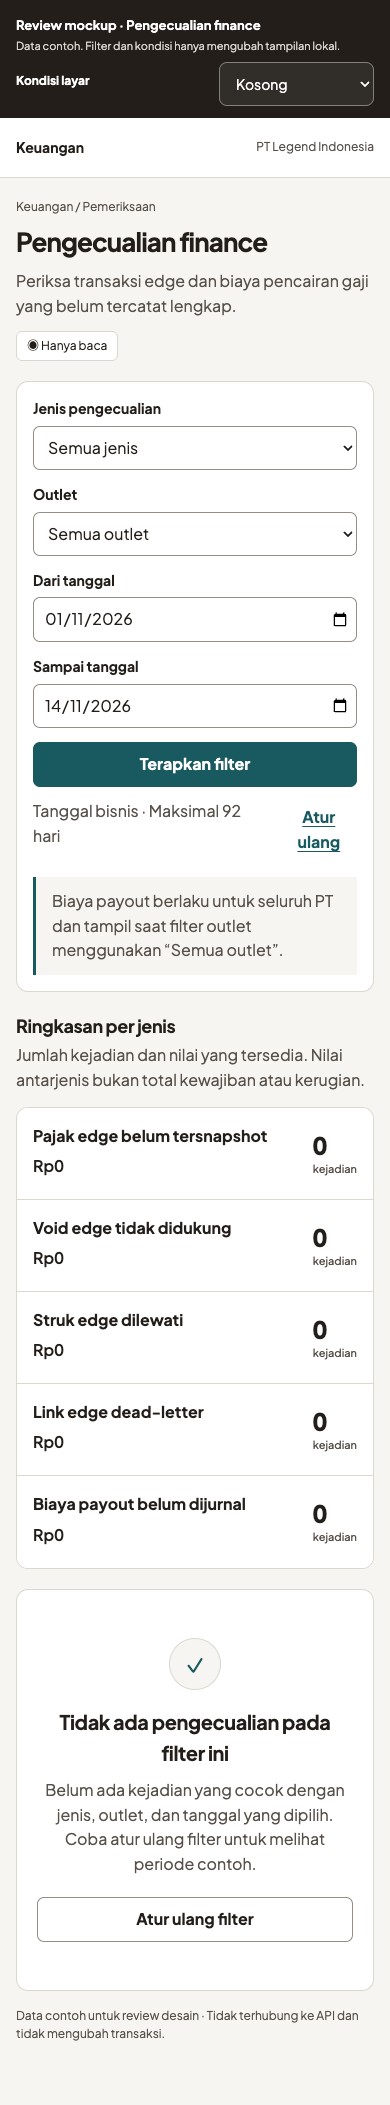 Review mockup · Pengecualian finance
Data contoh. Filter dan kondisi hanya mengubah tampilan lokal.
Kondisi layar
Kosong
Keuangan
PT Legend Indonesia
Keuangan / Pemeriksaan
Pengecualian finance
Periksa transaksi edge dan biaya pencairan gaji
yang belum tercatat lengkap.
◉ Hanya baca
Jenis pengecualian
Semua jenis
Outlet
Semua outlet
Dari tanggal
01/11/2026
Sampai tanggal
14/11/2026
Terapkan filter
Tanggal bisnis · Maksimal 92
hari
Atur
ulang
Biaya payout berlaku untuk seluruh PT
dan tampil saat filter outlet
menggunakan “Semua outlet”.
Ringkasan per jenis
Jumlah kejadian dan nilai yang tersedia. Nilai
antarjenis bukan total kewajiban atau kerugian.
Pajak edge belum tersnapshot
Rp0
0
kejadian
Void edge tidak didukung
Rp0
0
kejadian
Struk edge dilewati
Rp0
0
kejadian
Link edge dead-letter
Rp0
0
kejadian
Biaya payout belum dijurnal
Rp0
0
kejadian
✓
Tidak ada pengecualian pada
filter ini
Belum ada kejadian yang cocok dengan
jenis, outlet, dan tanggal yang dipilih.
Coba atur ulang filter untuk melihat
periode contoh.
Atur ulang filter
Data contoh untuk review desain · Tidak terhubung ke API dan
tidak mengubah transaksi.